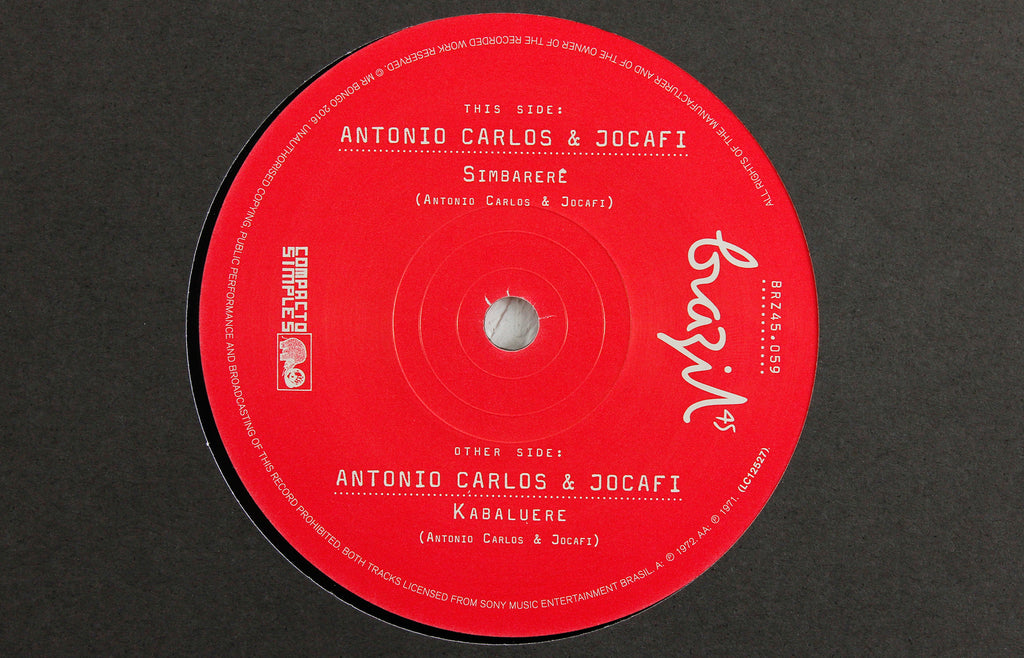 THIS SIDE:
ANTONIO CARLOS & JOCAFI
SIMBARERÊ
(ANTONIO CARLOS & JOCAFI)
COMPACTO
SIMPLES
brazil 45
BRZ45.059
OTHER SIDE:
ANTONIO CARLOS & JOCAFI
KABALUERE
(ANTONIO CARLOS & JOCAFI)
ALL RIGHTS OF THE MANUFACTURER AND OF THE OWNER OF THE RECORDED WORK RESERVED. © MR BONGO 2016. UNAUTHORISED COPYING, PUBLIC PERFORMANCE AND BROADCASTING OF THIS RECORD PROHIBITED. BOTH TRACKS LICENSED FROM SONY MUSIC ENTERTAINMENT BRASIL. A: ℗ 1972. AA: ℗ 1971. (LC12527)